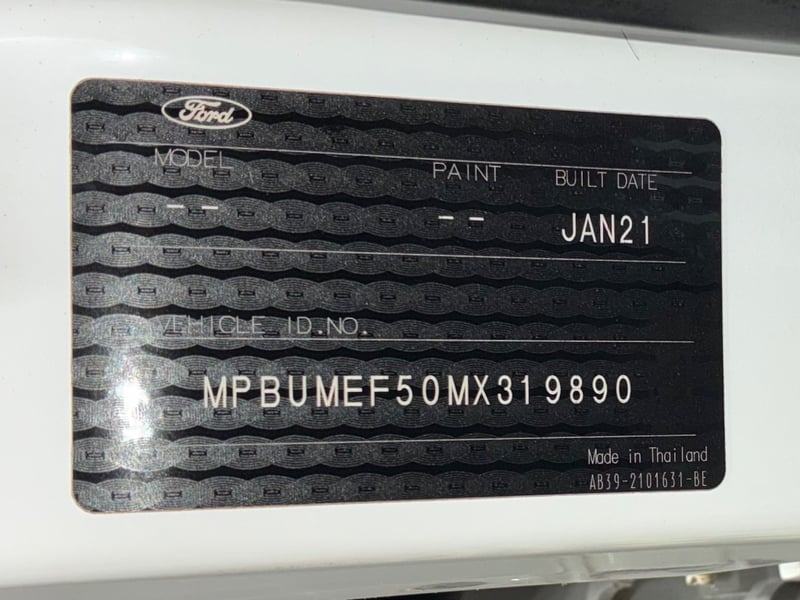 Ford
MODEL PAINT BUILT DATE
-- -- JAN21
VEHICLE ID.NO.
MPBUMEF50MX319890
Made in Thailand
AB39-2101631-BE